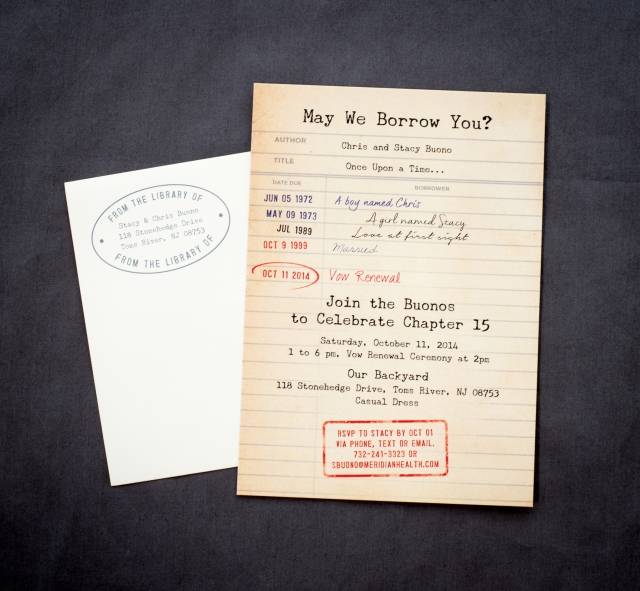 FROM THE LIBRARY OF
Stacy & Chris Buono
118 Stonehedge Drive
Toms River, NJ 08753
FROM THE LIBRARY OF
May We Borrow You?
AUTHOR Chris and Stacy Buono
TITLE Once Upon a Time...
DATE DUE BORROWER
JUN 05 1972 A boy named Chris
MAY 09 1973 A girl named Stacy
JUL 1989 Love at first sight
OCT 9 1999 Married
OCT 11 2014 Vow Renewal
Join the Buonos
to Celebrate Chapter 15
Saturday, October 11, 2014
1 to 6 pm, Vow Renewal Ceremony at 2pm
Our Backyard
118 Stonehedge Drive, Toms River, NJ 08753
Casual Dress
RSVP TO STACY BY OCT 01
VIA PHONE, TEXT OR EMAIL.
732-241-3323 OR
SBUONO@MERIDIANHEALTH.COM